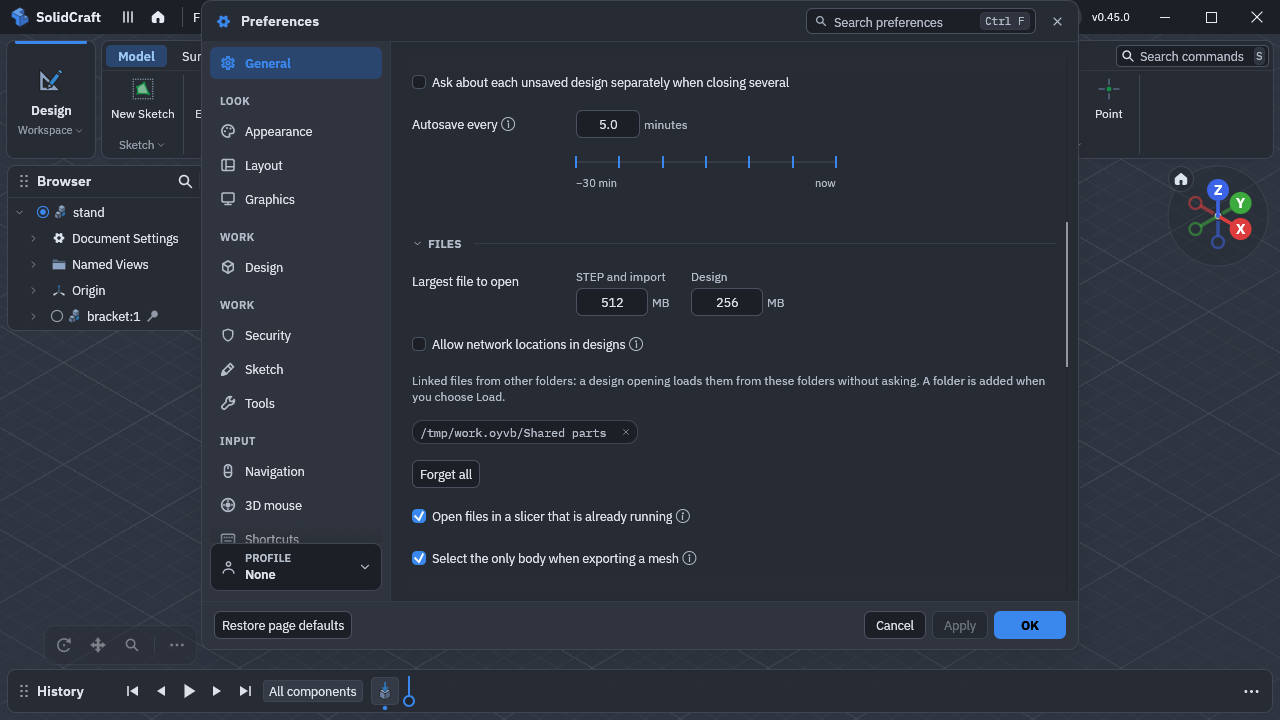 SolidCraft
F
v0.45.0
Preferences
Search preferences
Ctrl F
Design
Workspace
Model
Sur
New Sketch
E
Sketch
Search commands
S
Point
Browser
stand
Document Settings
Named Views
Origin
bracket:1
General
LOOK
Appearance
Layout
Graphics
WORK
Design
WORK
Security
Sketch
Tools
INPUT
Navigation
3D mouse
Shortcuts
PROFILE
None
Ask about each unsaved design separately when closing several
Autosave every
5.0
minutes
−30 min
now
FILES
Largest file to open
STEP and import
Design
512
MB
256
MB
Allow network locations in designs
Linked files from other folders: a design opening loads them from these folders without asking. A folder is added when
you choose Load.
/tmp/work.oyvb/Shared parts
Forget all
Open files in a slicer that is already running
Select the only body when exporting a mesh
Restore page defaults
Cancel
Apply
OK
Z
Y
X
History
All components